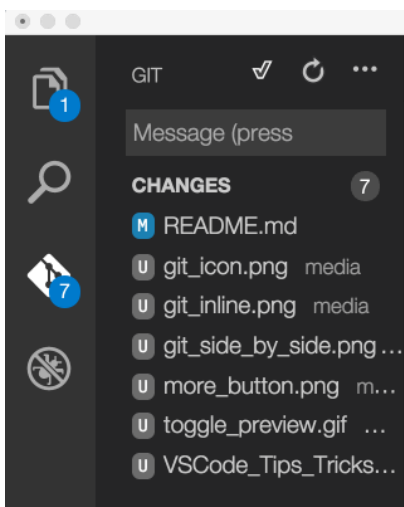 1
GIT
...
Message (press
CHANGES 7
M README.md
U git_icon.png media
7
U git_inline.png media
U git_side_by_side.png ...
U more_button.png m...
U toggle_preview.gif ...
U VSCode_Tips_Tricks...